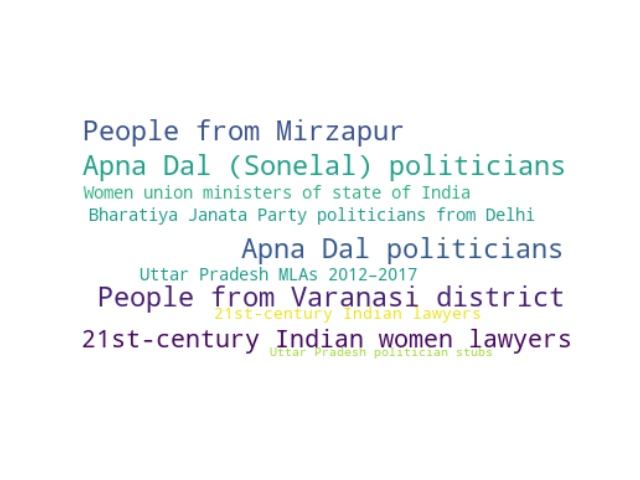 People from Mirzapur
Apna Dal (Sonelal) politicians
Women union ministers of state of India
Bharatiya Janata Party politicians from Delhi
Apna Dal politicians
Uttar Pradesh MLAs 2012–2017
People from Varanasi district
21st-century Indian lawyers
21st-century Indian women lawyers
Uttar Pradesh politician stubs